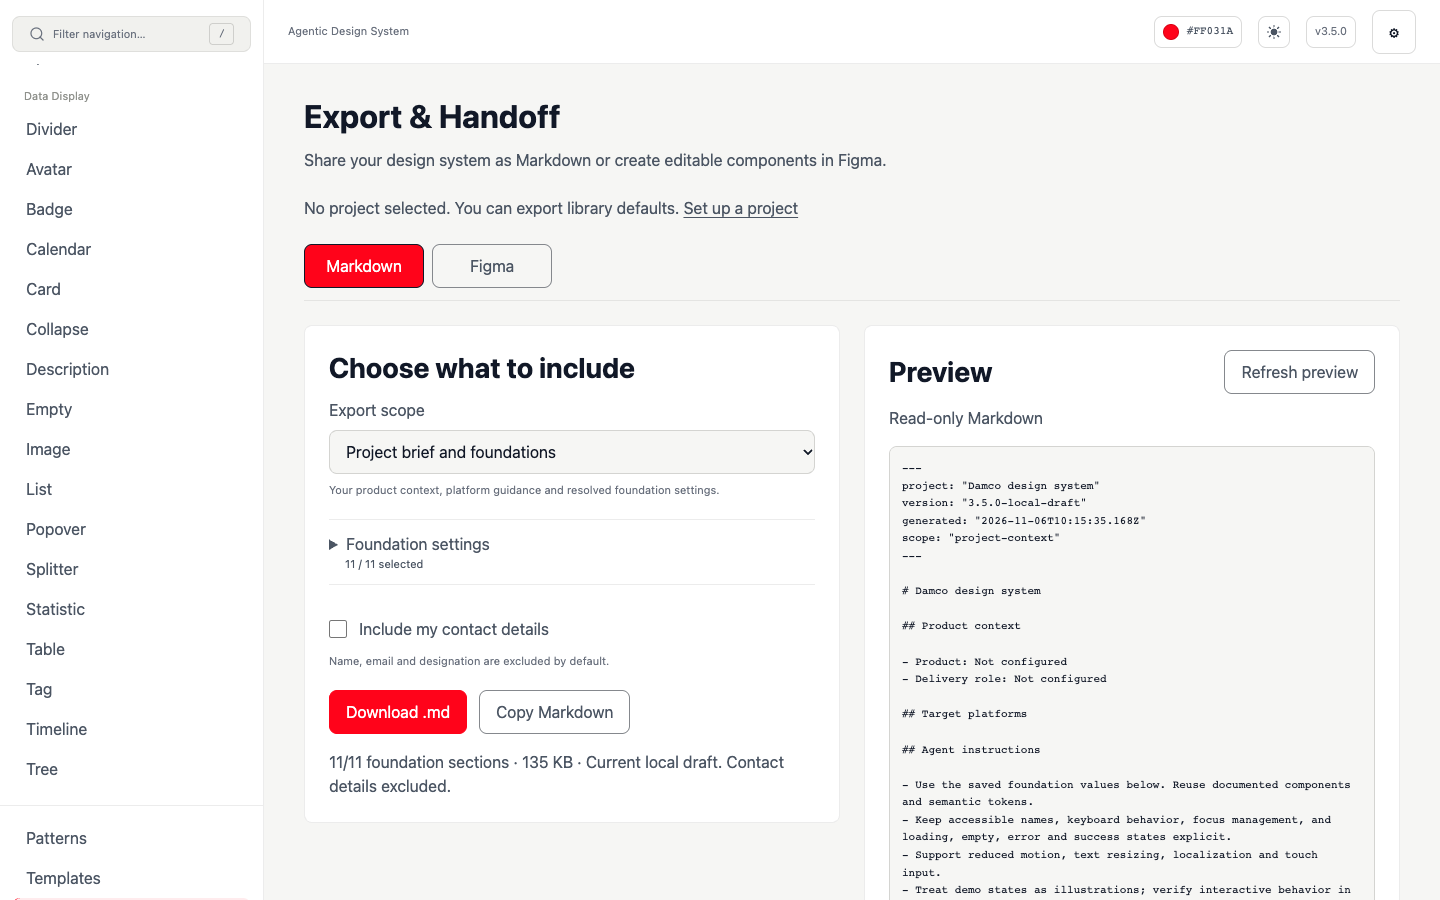 Filter navigation...
/
Data Display
Divider
Avatar
Badge
Calendar
Card
Collapse
Description
Empty
Image
List
Popover
Splitter
Statistic
Table
Tag
Timeline
Tree
Patterns
Templates
Agentic Design System
#FF031A
v3.5.0
Export & Handoff
Share your design system as Markdown or create editable components in Figma.
No project selected. You can export library defaults. Set up a project
Markdown
Figma
Choose what to include
Export scope
Project brief and foundations
Your product context, platform guidance and resolved foundation settings.
Foundation settings
11 / 11 selected
Include my contact details
Name, email and designation are excluded by default.
Download .md
Copy Markdown
11/11 foundation sections · 135 KB · Current local draft. Contact
details excluded.
Preview
Refresh preview
Read-only Markdown
---
project: "Damco design system"
version: "3.5.0-local-draft"
generated: "2026-11-06T10:15:35.168Z"
scope: "project-context"
---
# Damco design system
## Product context
- Product: Not configured
- Delivery role: Not configured
## Target platforms
## Agent instructions
- Use the saved foundation values below. Reuse documented components
and semantic tokens.
- Keep accessible names, keyboard behavior, focus management, and
loading, empty, error and success states explicit.
- Support reduced motion, text resizing, localization and touch
input.
- Treat demo states as illustrations; verify interactive behavior in